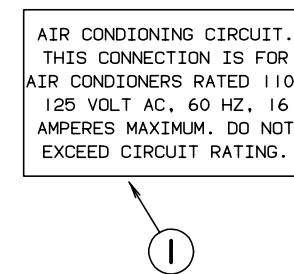 AIR CONDIONING CIRCUIT.
THIS CONNECTION IS FOR
AIR CONDIONERS RATED 110
125 VOLT AC, 60 HZ, 16
AMPERES MAXIMUM. DO NOT
EXCEED CIRCUIT RATING.
1